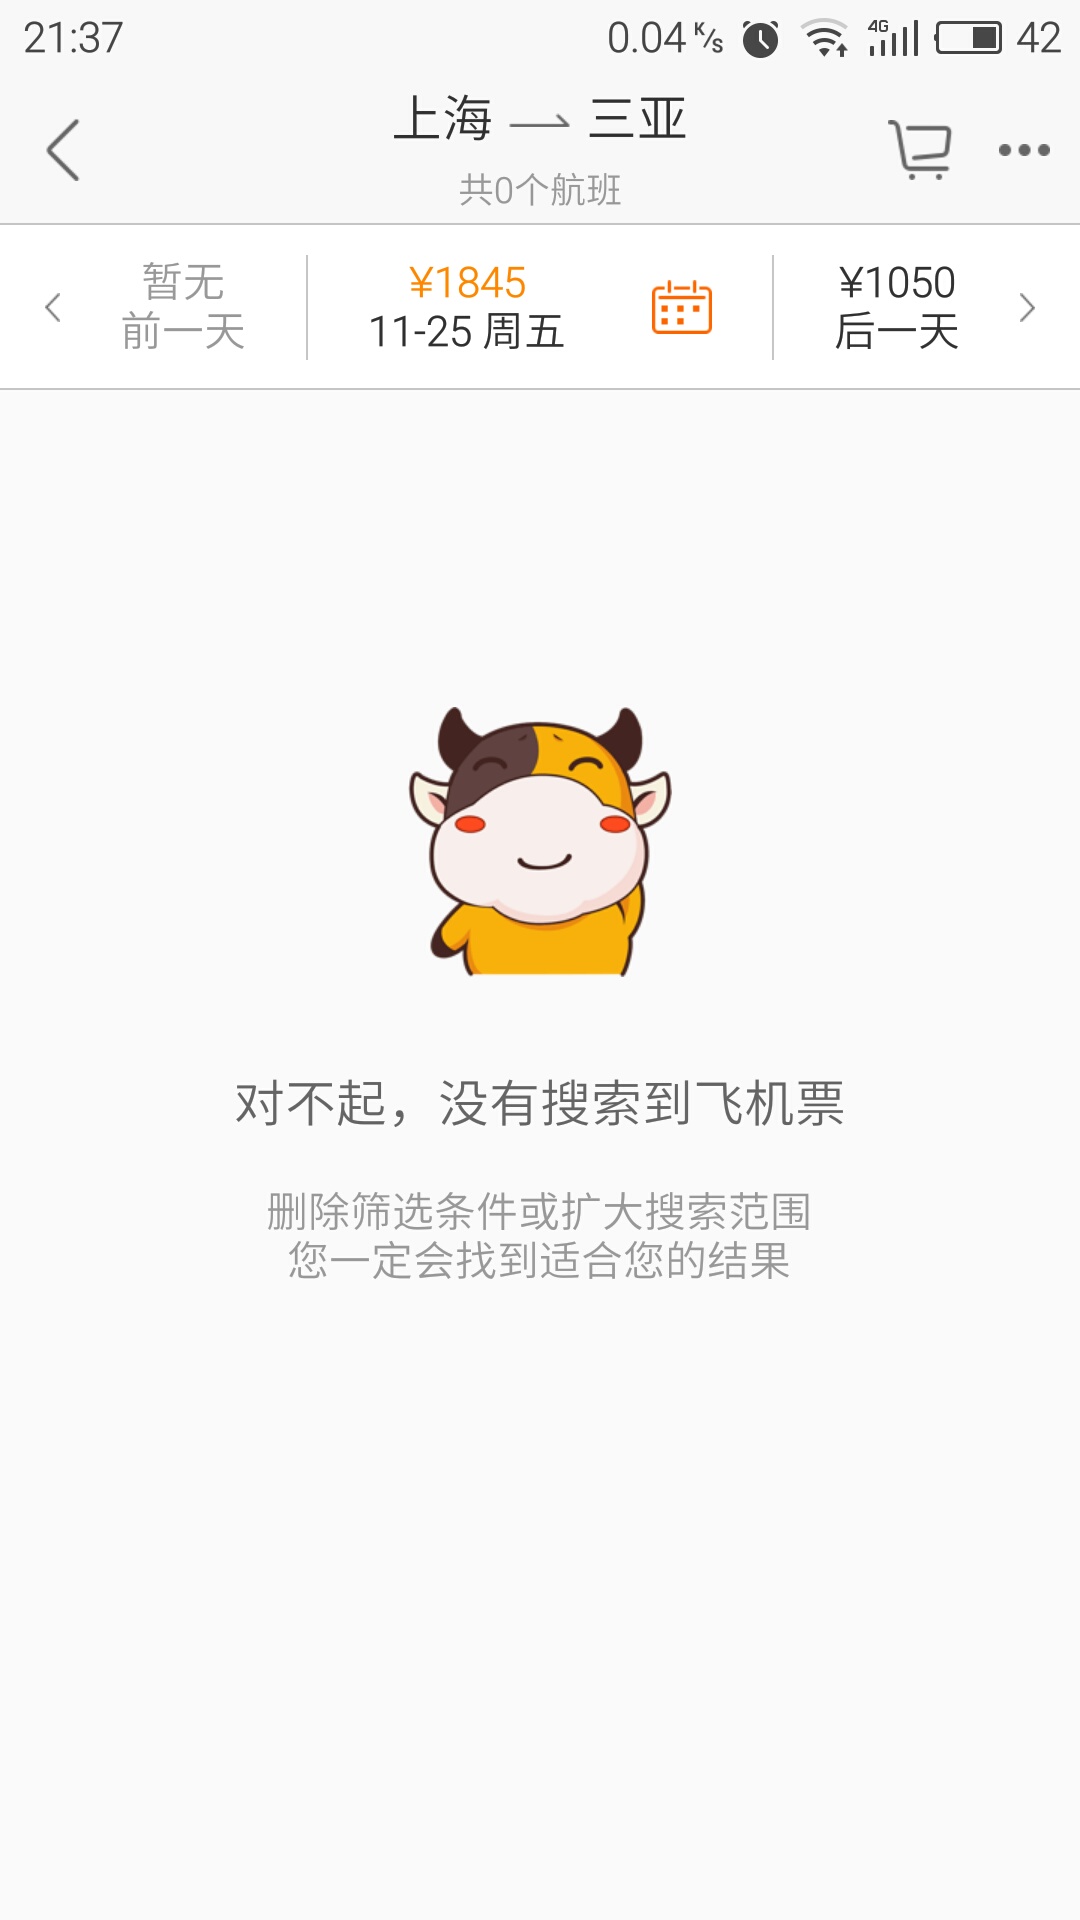 21:37 0.04 K/s 4G 42
上海 三亚
共0个航班
暂无 ¥1845 ¥1050
前一天 11-25 周五 后一天
对不起，没有搜索到飞机票
删除筛选条件或扩大搜索范围
您一定会找到适合您的结果